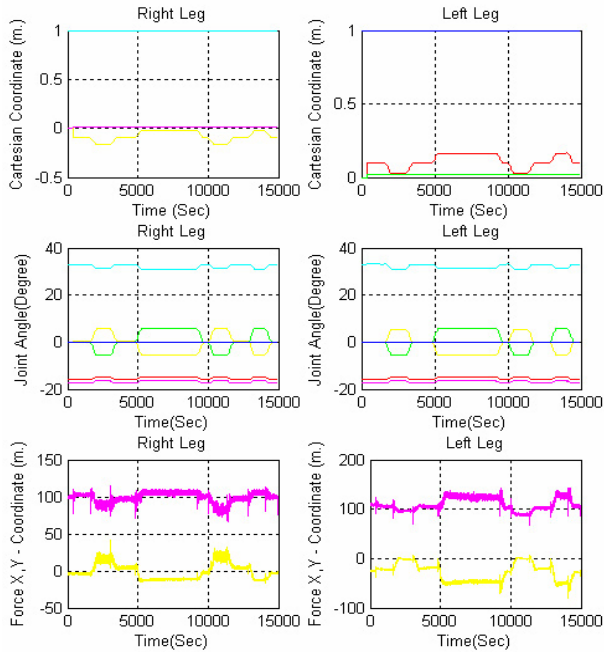 Right Leg
Cartesian Coordinate (m.)
1
0.5
0
-0.5
0 5000 10000 15000
Time (Sec)
Left Leg
Cartesian Coordinate (m.)
1
0.5
0
0 5000 10000 15000
Time (Sec)
Right Leg
Joint Angle(Degree)
40
20
0
-20
0 5000 10000 15000
Time(Sec)
Left Leg
Joint Angle(Degree)
40
20
0
-20
0 5000 10000 15000
Time(Sec)
Right Leg
Force X,Y - Coordinate (m.)
150
100
50
0
-50
0 5000 10000 15000
Time(Sec)
Left Leg
Force X,Y - Coordinate (m.)
200
100
0
-100
0 5000 10000 15000
Time(Sec)